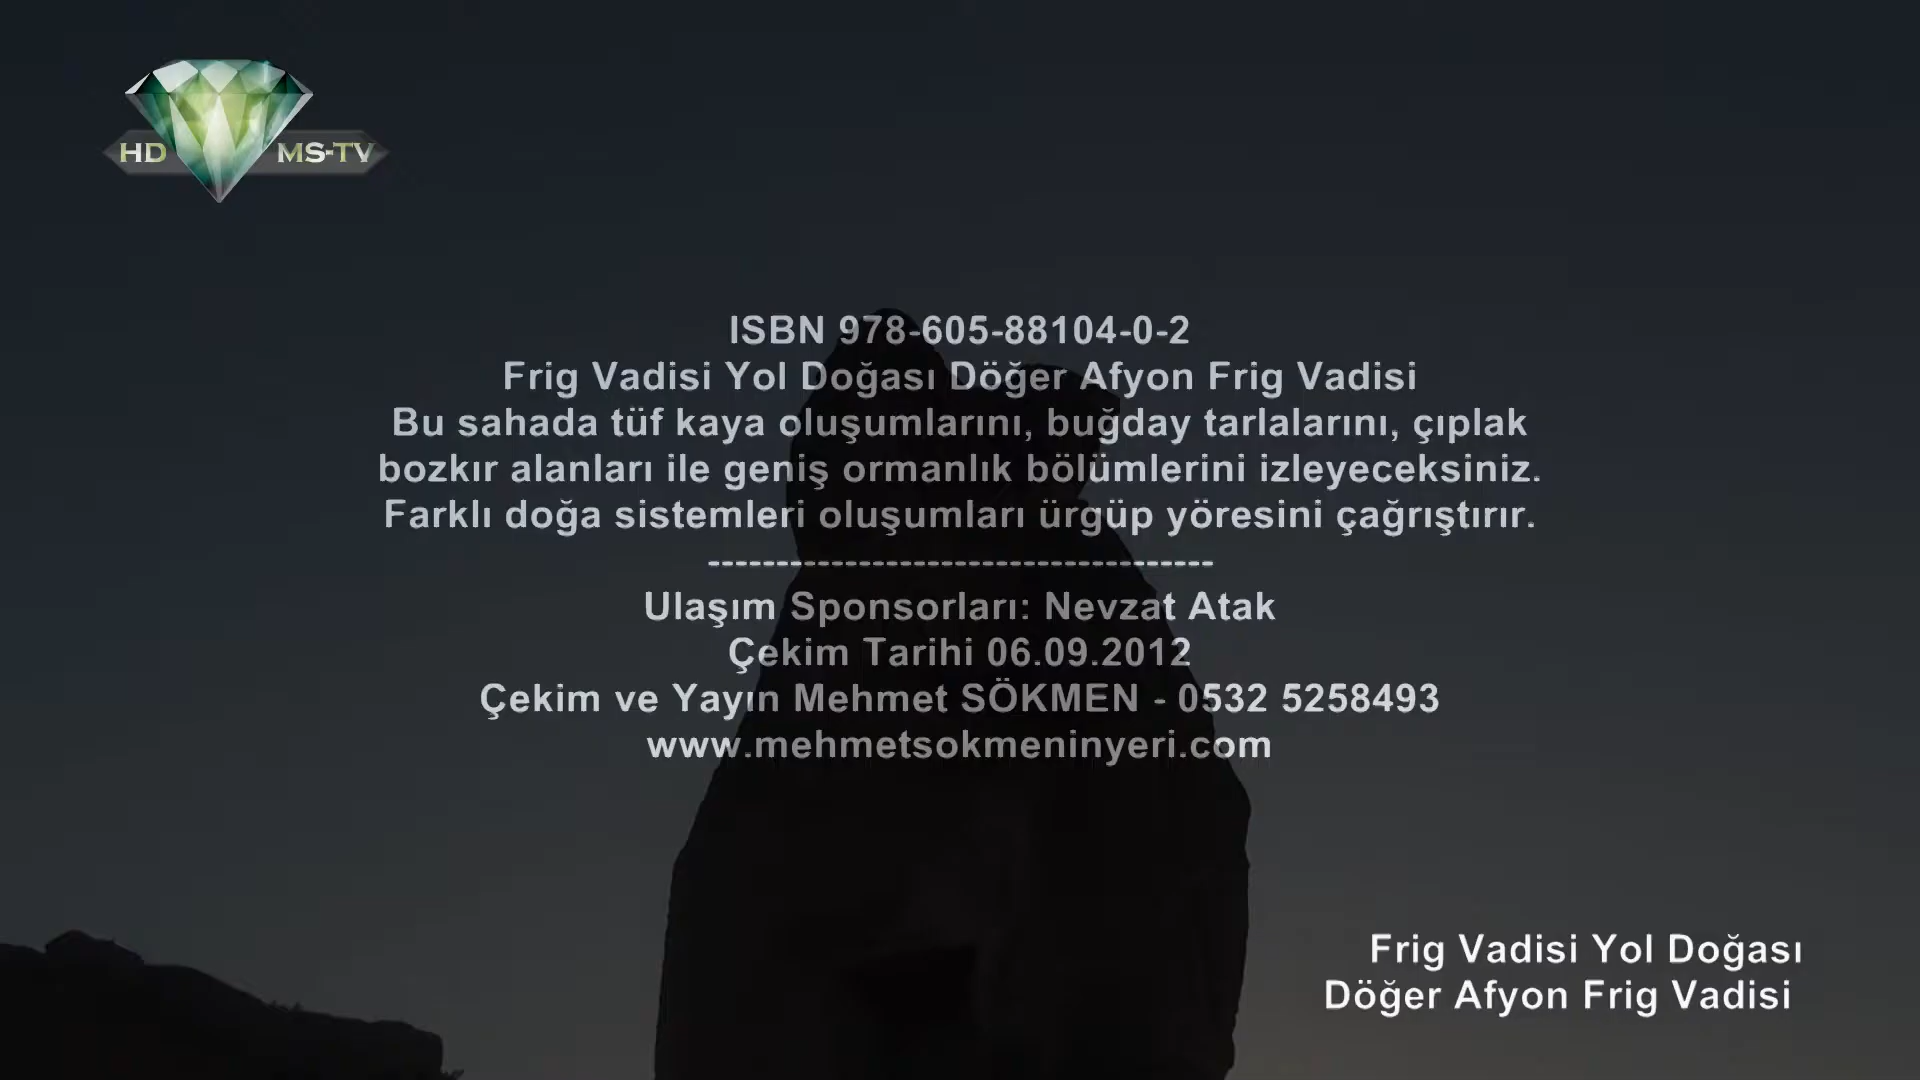 HD MS-TV
ISBN 978-605-88104-0-2
Frig Vadisi Yol Doğası Döğer Afyon Frig Vadisi
Bu sahada tüf kaya oluşumlarını, buğday tarlalarını, çıplak
bozkır alanları ile geniş ormanlık bölümlerini izleyeceksiniz.
Farklı doğa sistemleri oluşumları ürgüp yöresini çağrıştırır.
-------------------------------------
Ulaşım Sponsorları: Nevzat Atak
Çekim Tarihi 06.09.2012
Çekim ve Yayın Mehmet SÖKMEN - 0532 5258493
www.mehmetsokmeninyeri.com
Frig Vadisi Yol Doğası
Döğer Afyon Frig Vadisi